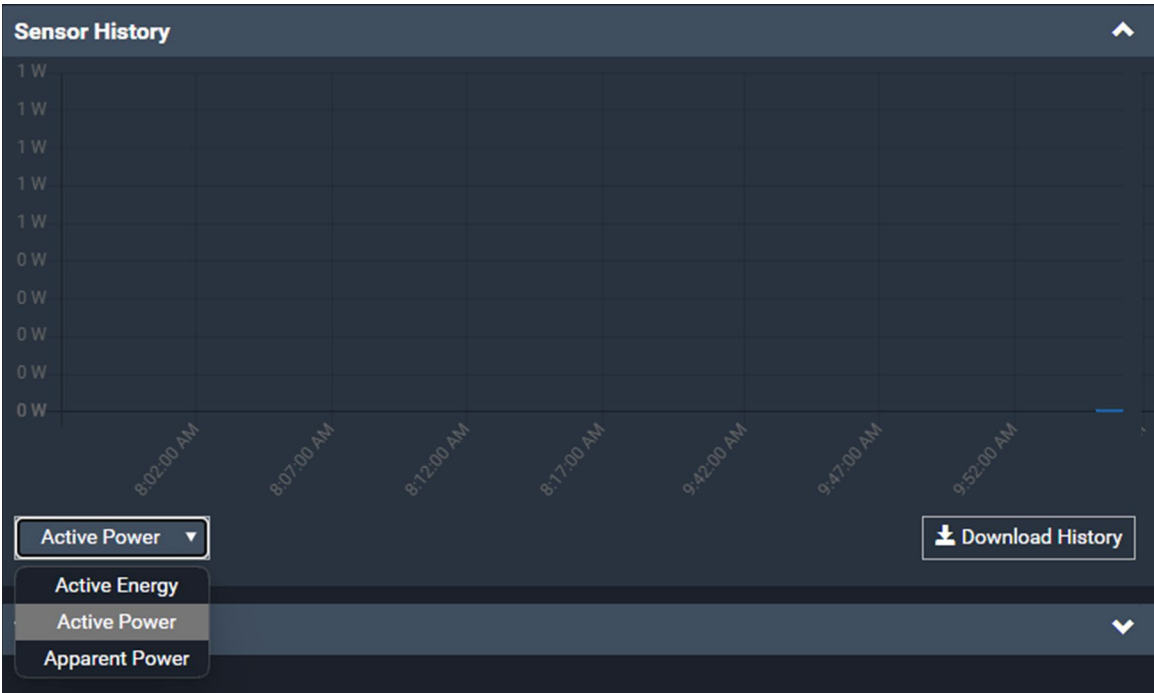 Sensor History
1 W
1 W
1 W
1 W
1 W
0 W
0 W
0 W
0 W
0 W
8:02:00 AM
8:07:00 AM
8:12:00 AM
8:17:00 AM
9:42:00 AM
9:47:00 AM
9:52:00 AM
Active Power
Download History
Active Energy
Active Power
Apparent Power